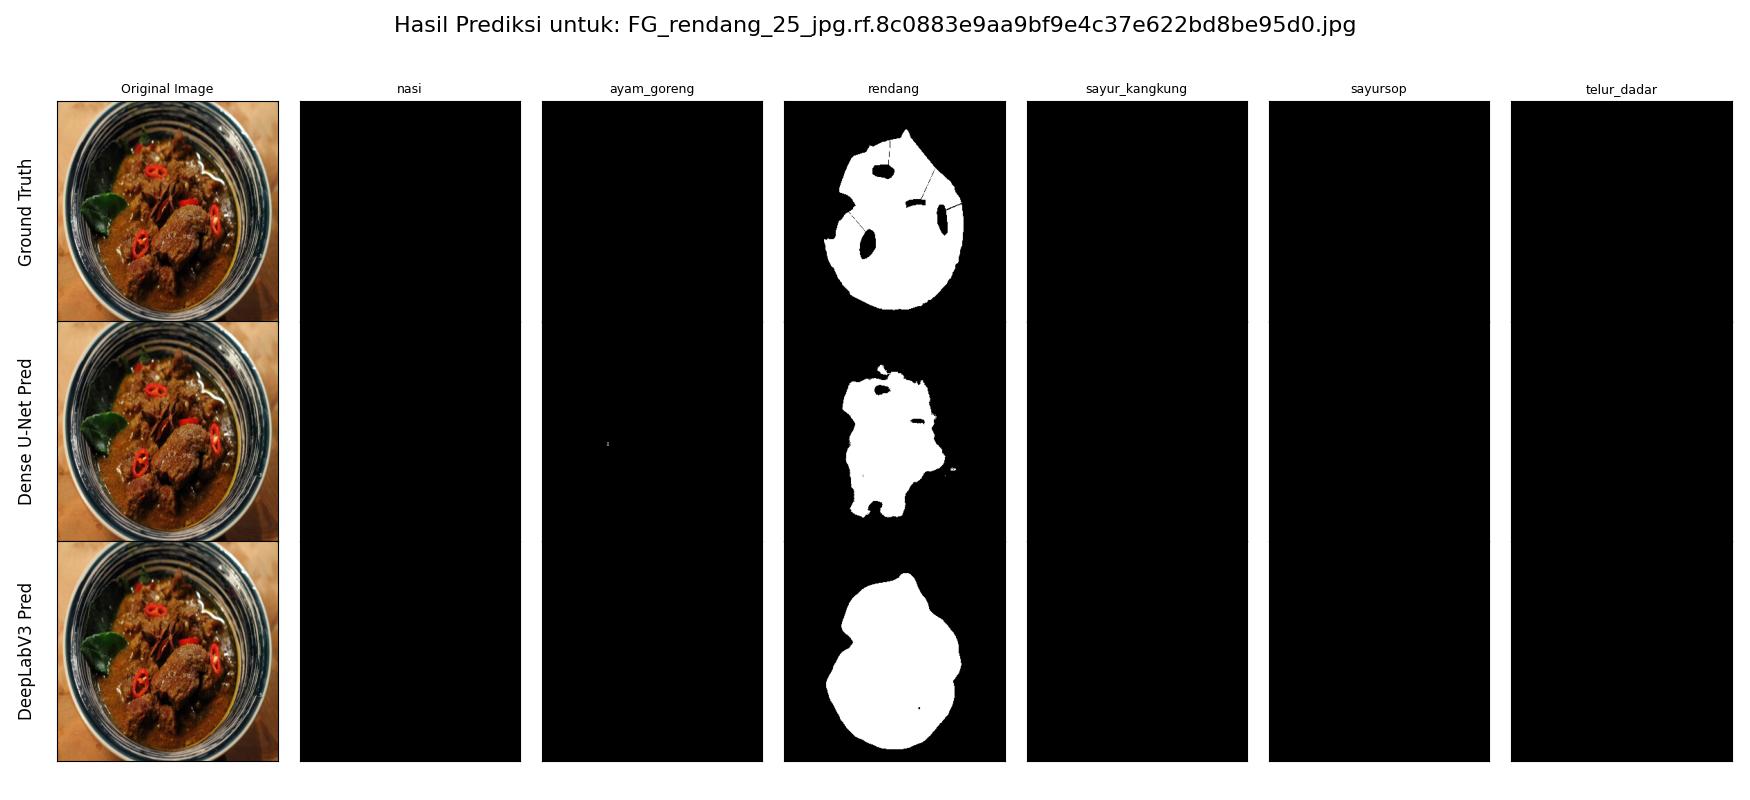 Hasil Prediksi untuk: FG_rendang_25_jpg.rf.8c0883e9aa9bf9e4c37e622bd8be95d0.jpg
Original Image
nasi
ayam_goreng
rendang
sayur_kangkung
sayursop
telur_dadar
Ground Truth
Dense U-Net Pred
DeepLabV3 Pred